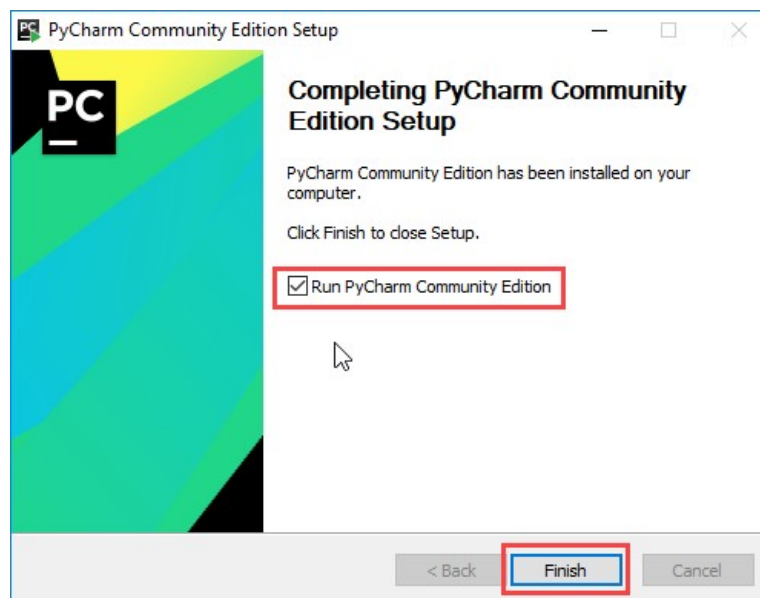 PyCharm Community Edition Setup
PC
Completing PyCharm Community
Edition Setup
PyCharm Community Edition has been installed on your
computer.
Click Finish to close Setup.
Run PyCharm Community Edition
< Back
Finish
Cancel